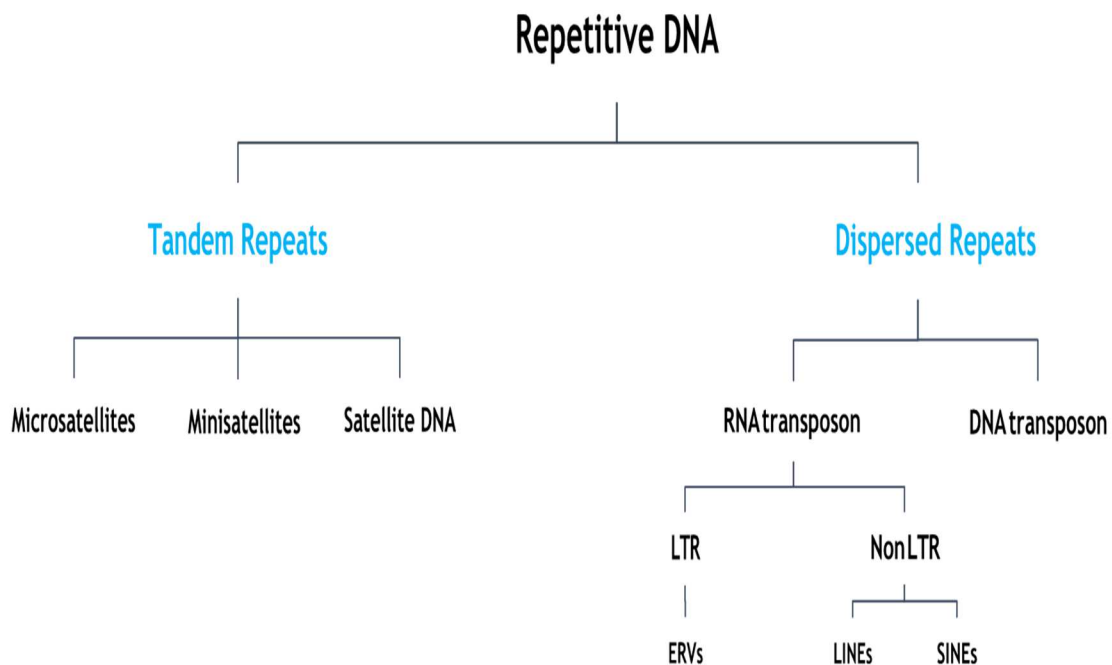 Repetitive DNA
Tandem Repeats
Dispersed Repeats
Microsatellites
Minisatellites
Satellite DNA
RNA transposon
DNA transposon
LTR
Non LTR
ERVs
LINEs
SINEs